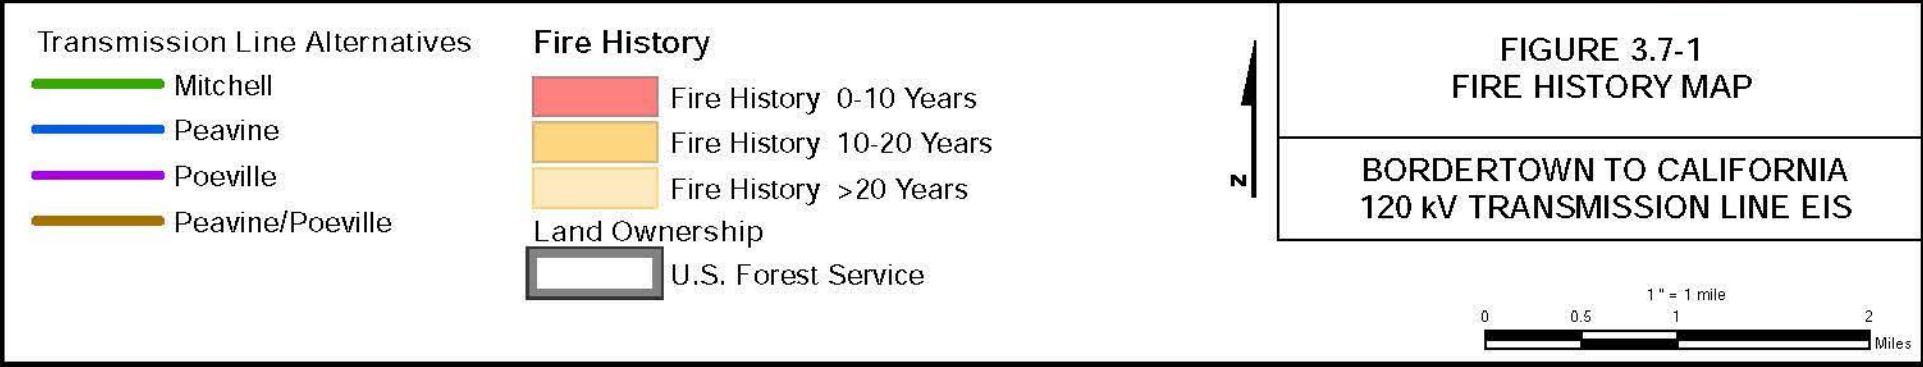 Transmission Line Alternatives
Mitchell
Peavine
Poeville
Peavine/Poeville
Fire History
Fire History 0-10 Years
Fire History 10-20 Years
Fire History >20 Years
Land Ownership
U.S. Forest Service
N
FIGURE 3.7-1
FIRE HISTORY MAP
BORDERTOWN TO CALIFORNIA
120 kV TRANSMISSION LINE EIS
1 " = 1 mile
0 0.5 1 2
Miles